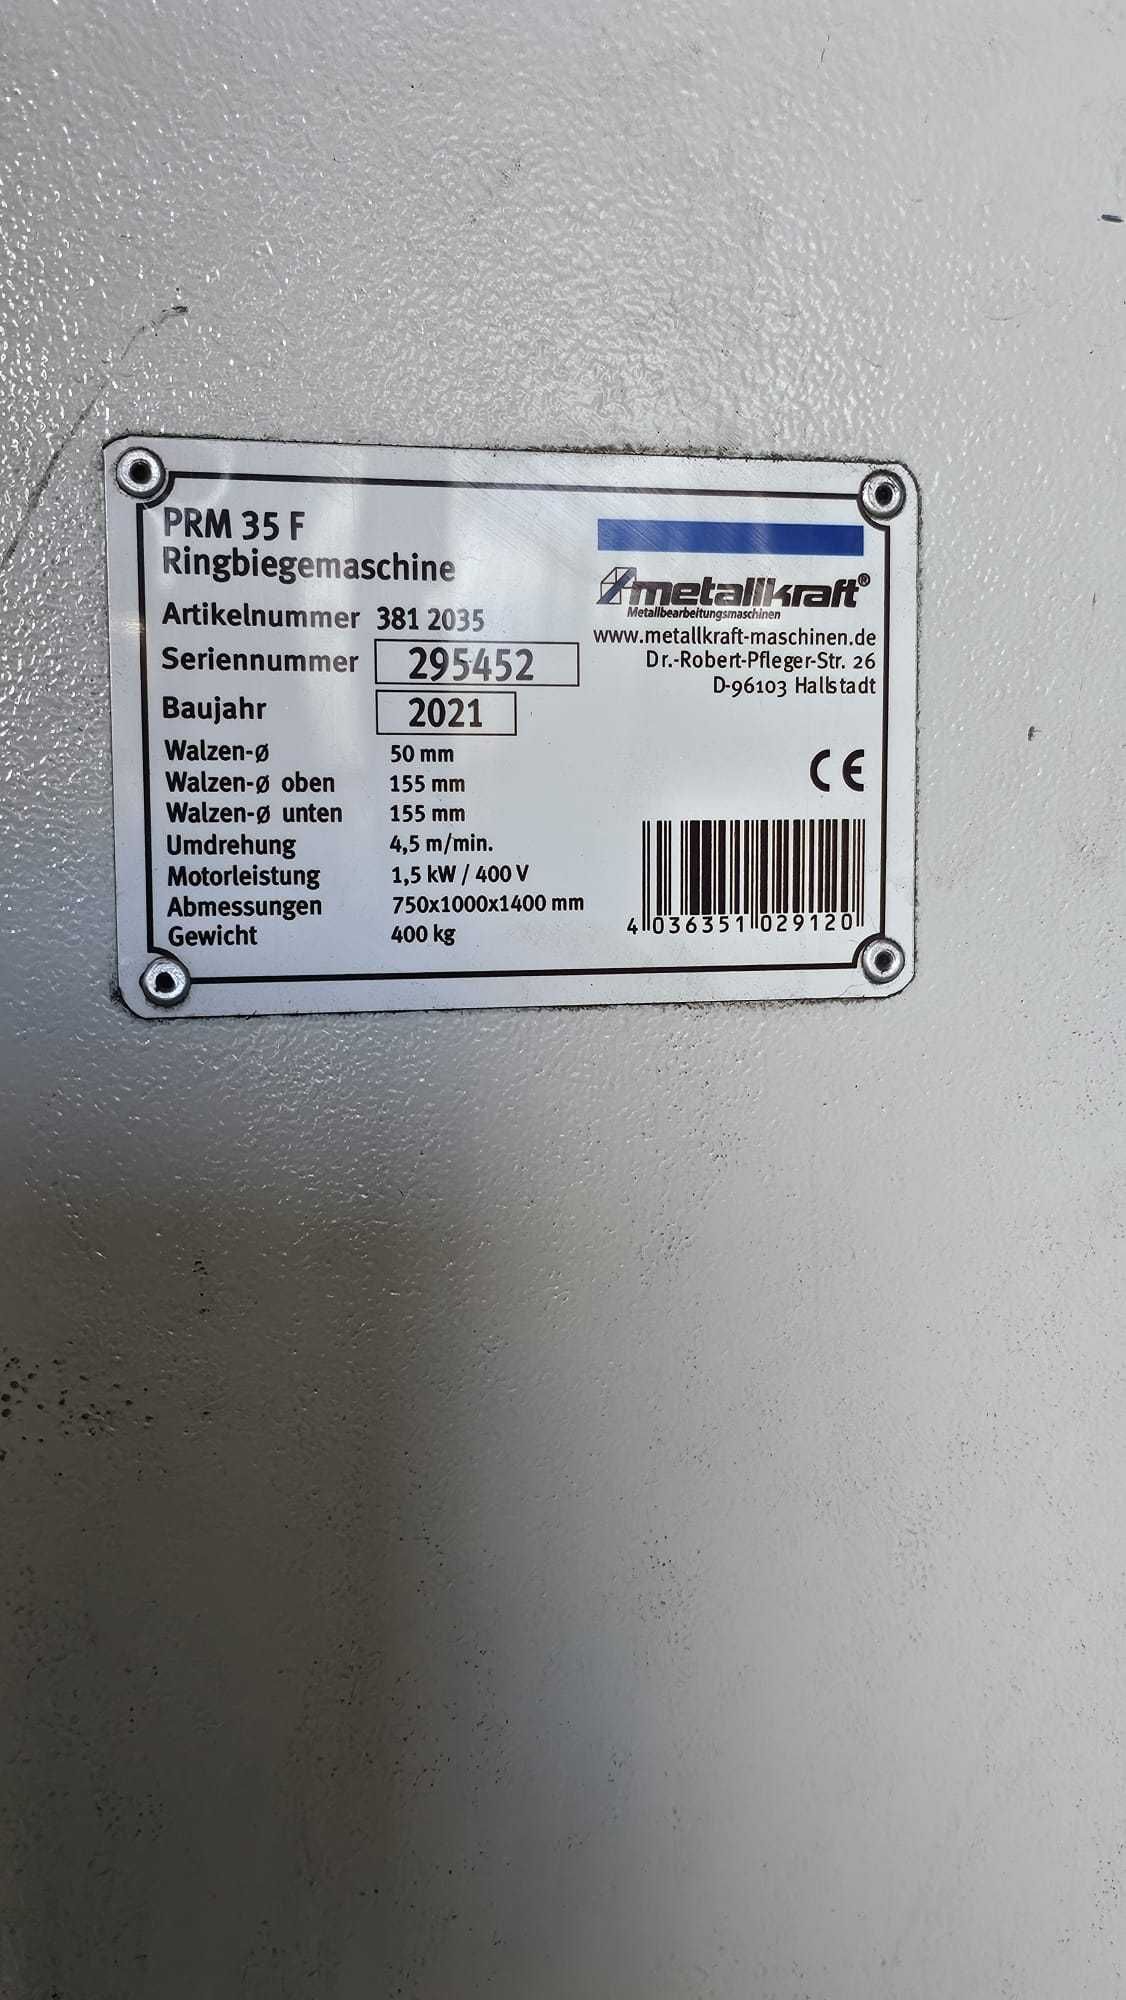 PRM 35 F
Ringbiegemaschine
Artikelnummer 381 2035
Seriennummer 295452
Baujahr 2021
Walzen-ø 50 mm
Walzen-ø oben 155 mm
Walzen-ø unten 155 mm
Umdrehung 4,5 m/min.
Motorleistung 1,5 kW / 400 V
Abmessungen 750x1000x1400 mm
Gewicht 400 kg
metallkraft®
Metallbearbeitungsmaschinen
www.metallkraft-maschinen.de
Dr.-Robert-Pfleger-Str. 26
D-96103 Hallstadt
CE
4 036351 029120